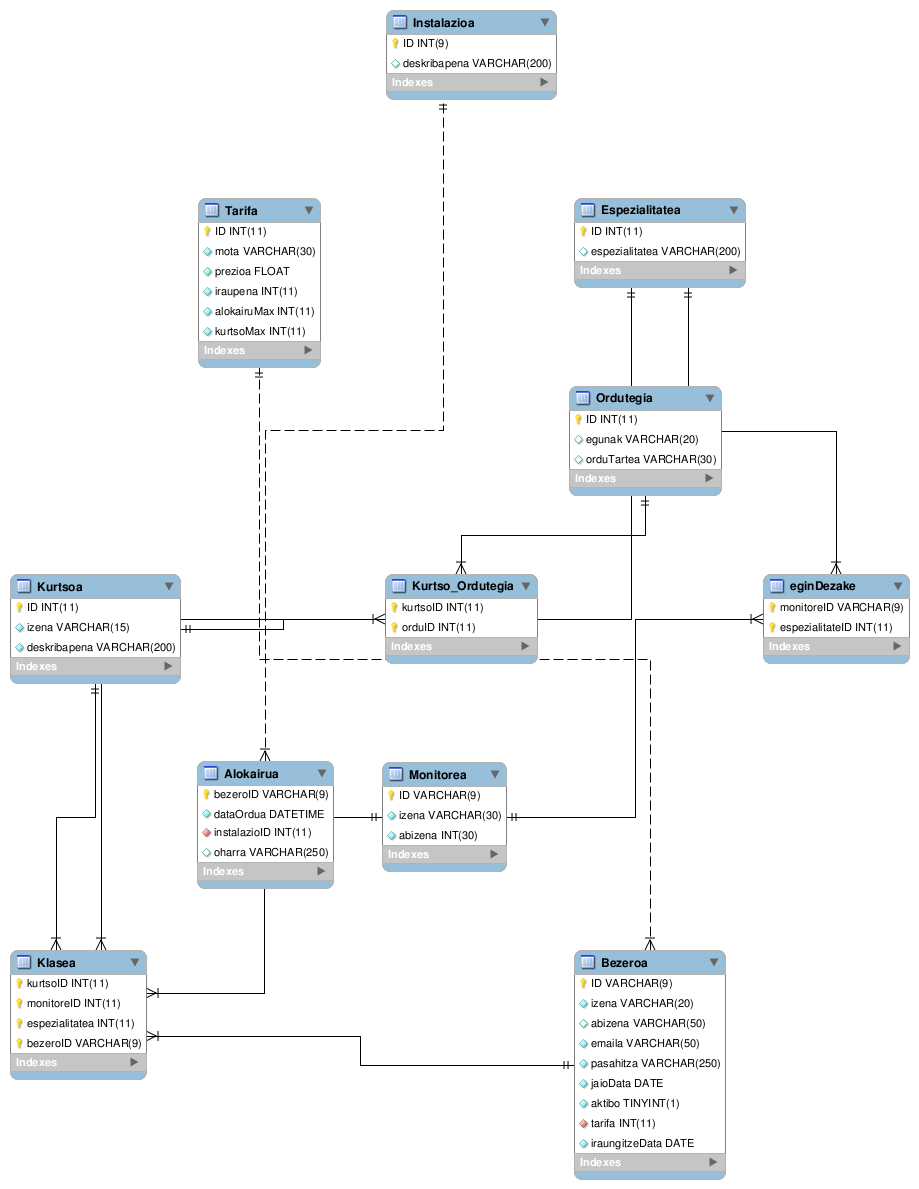 Instalazioa
ID INT(9)
deskribapena VARCHAR(200)
Indexes
Tarifa
ID INT(11)
mota VARCHAR(30)
prezioa FLOAT
iraupena INT(11)
alokairuMax INT(11)
kurtsoMax INT(11)
Indexes
Espezialitatea
ID INT(11)
espezialitatea VARCHAR(200)
Indexes
Ordutegia
ID INT(11)
egunak VARCHAR(20)
orduTartea VARCHAR(30)
Indexes
Kurtsoa
ID INT(11)
izena VARCHAR(15)
deskribapena VARCHAR(200)
Indexes
Kurtso_Ordutegia
kurtsoID INT(11)
orduID INT(11)
Indexes
eginDezake
monitoreID VARCHAR(9)
espezialitateID INT(11)
Indexes
Alokairua
bezeroID VARCHAR(9)
dataOrdua DATETIME
instalazioID INT(11)
oharra VARCHAR(250)
Indexes
Monitorea
ID VARCHAR(9)
izena VARCHAR(30)
abizena INT(30)
Indexes
Klasea
kurtsoID INT(11)
monitoreID INT(11)
espezialitatea INT(11)
bezeroID VARCHAR(9)
Indexes
Bezeroa
ID VARCHAR(9)
izena VARCHAR(20)
abizena VARCHAR(50)
emaila VARCHAR(50)
pasahitza VARCHAR(250)
jaioData DATE
aktibo TINYINT(1)
tarifa INT(11)
iraungitzeData DATE
Indexes